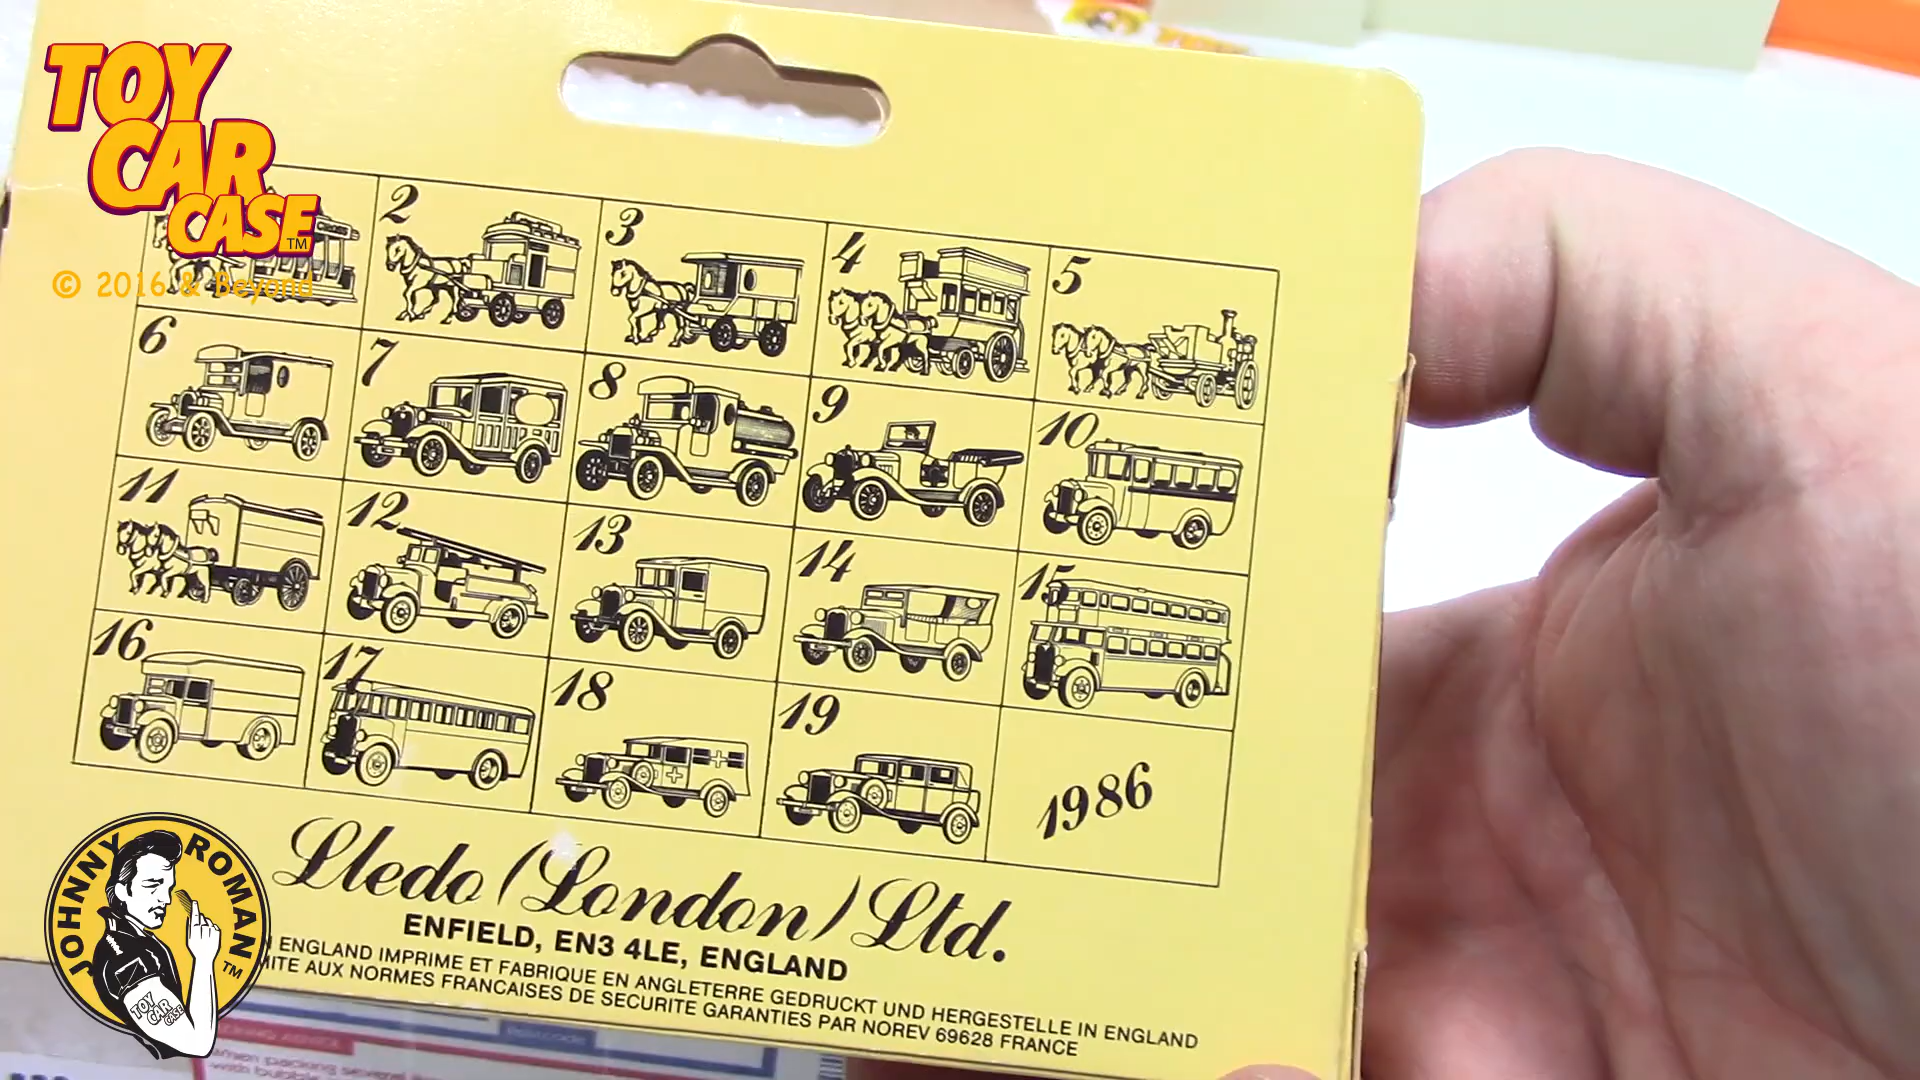 TOY
CAR
CASE
TM
© 2016 & Beyond
2
3
4
5
6
7
8
9
10
11
12
13
14
15
16
17
18
19
1986
Lledo (London) Ltd.
ENFIELD, EN3 4LE, ENGLAND
ENGLAND IMPRIME ET FABRIQUE EN ANGLETERRE GEDRUCKT UND HERGESTELLE IN ENGLAND
AUX NORMES FRANCAISES DE SECURITE GARANTIES PAR NOREV 69628 FRANCE
JOHNNY ROMAN
TM
TOY
CAR
CASE